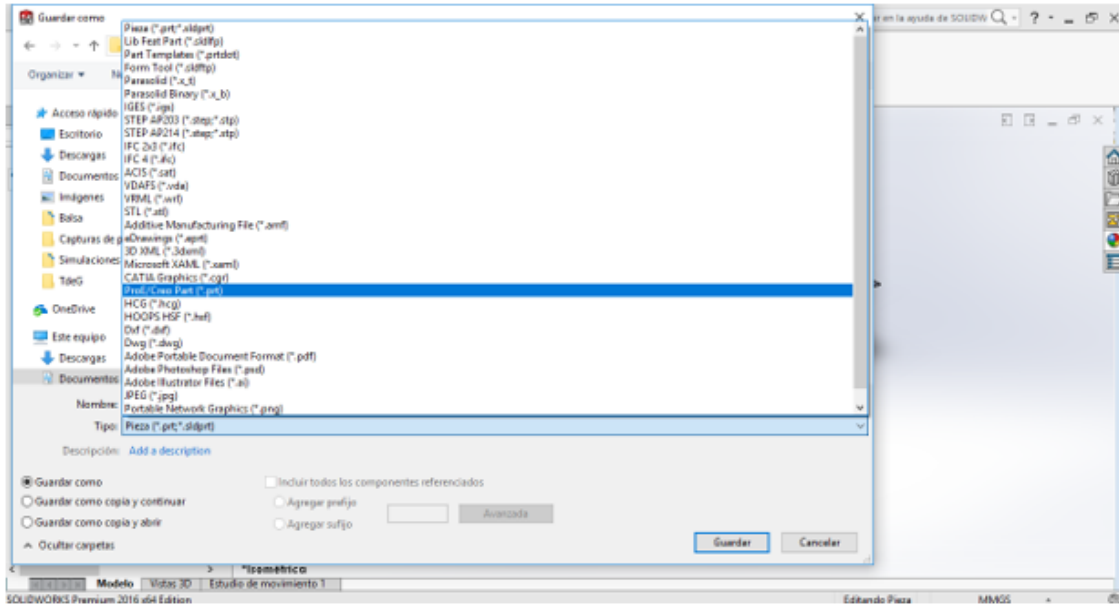 Guardar como
en la ayuda de SOLIDW
Pieza (*.prt;*.sldprt)
Lib Feat Part (*.sldlfp)
Part Templates (*.prtdot)
Form Tool (*.sldftp)
Parasolid (*.x_t)
Parasolid Binary (*.x_b)
IGES (*.igs)
STEP AP203 (*.step;*.stp)
STEP AP214 (*.step;*.stp)
IFC 2x3 (*.ifc)
IFC 4 (*.ifc)
ACIS (*.sat)
VDAFS (*.vda)
VRML (*.wrl)
STL (*.stl)
Additive Manufacturing File (*.amf)
eDrawings (*.eprt)
3D XML (*.3dxml)
Microsoft XAML (*.xaml)
CATIA Graphics (*.cgr)
ProE/Creo Part (*.prt)
HCG (*.hcg)
HOOPS HSF (*.hsf)
Dxf (*.dxf)
Dwg (*.dwg)
Adobe Portable Document Format (*.pdf)
Adobe Photoshop Files (*.psd)
Adobe Illustrator Files (*.ai)
JPEG (*.jpg)
Portable Network Graphics (*.png)
Organizar
Acceso rápido
Escritorio
Descargas
Documentos
Imágenes
Balsa
Capturas de p
Simulaciones
TdeG
OneDrive
Este equipo
Descargas
Documentos
Nombre:
Tipo: Pieza (*.prt;*.sldprt)
Descripción: Add a description
Guardar como
Guardar como copia y continuar
Guardar como copia y abrir
Incluir todos los componentes referenciados
Agregar prefijo
Agregar sufijo
Avanzada
Ocultar carpetas
Guardar Cancelar
*Isométrica
Modelo Vistas 3D Estudio de movimiento 1
SOLIDWORKS Premium 2016 x64 Edition Editando Pieza MMGS